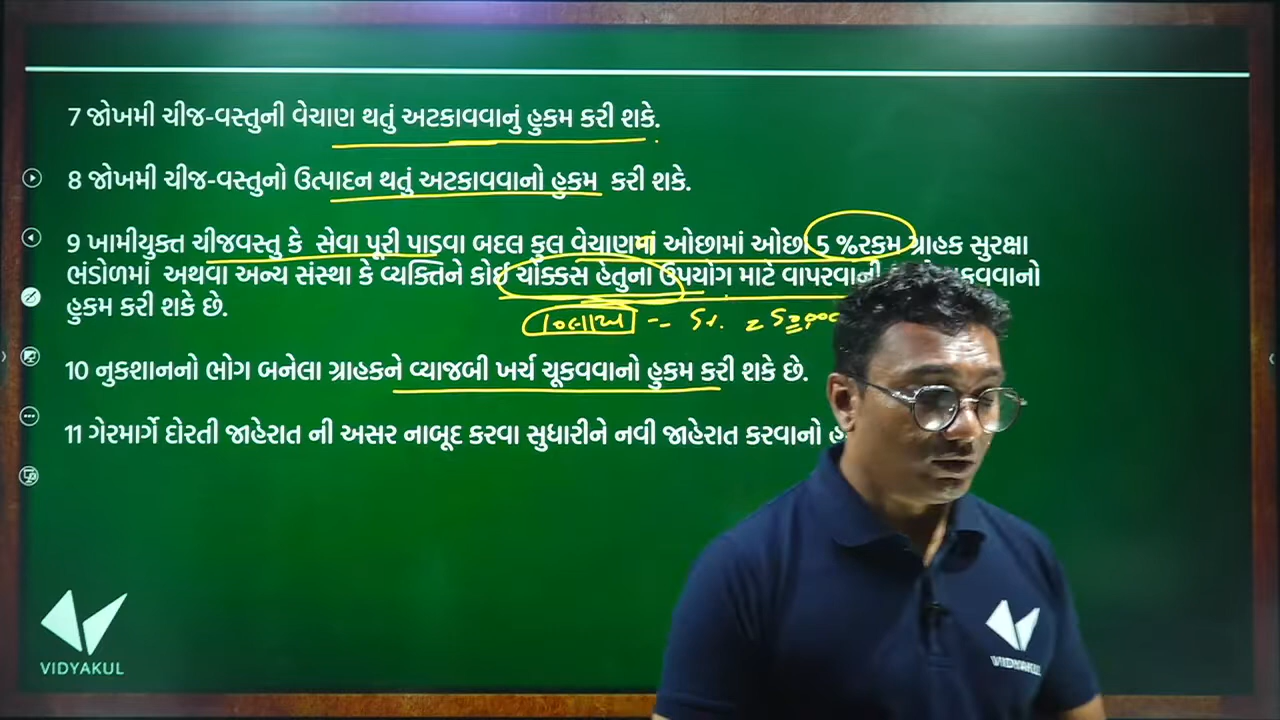 7 જોખમી ચીજ-વસ્તુની વેચાણ થતું અટકાવવાનું હુકમ કરી શકે.
8 જોખમી ચીજ-વસ્તુનો ઉત્પાદન થતું અટકાવવાનો હુકમ કરી શકે.
9 ખામીયુક્ત ચીજવસ્તુ કે સેવા પૂરી પાડવા બદલ કુલ વેચાણમાં ઓછામાં ઓછા 5 %રકમ ગ્રાહક સુરક્ષા
ભંડોળમાં અથવા અન્ય સંસ્થા કે વ્યક્તિને કોઈ ચોક્કસ હેતુના ઉપયોગ માટે વાપરવાની
હુકમ કરી શકે છે.
10 નુકશાનનો ભોગ બનેલા ગ્રાહકને વ્યાજબી ખર્ચ ચૂકવવાનો હુકમ કરી શકે છે.
11 ગેરમાર્ગે દોરતી જાહેરાત ની અસર નાબૂદ કરવા સુધારીને નવી જાહેરાત કરવાનો
VIDYAKUL
VIDYAKUL